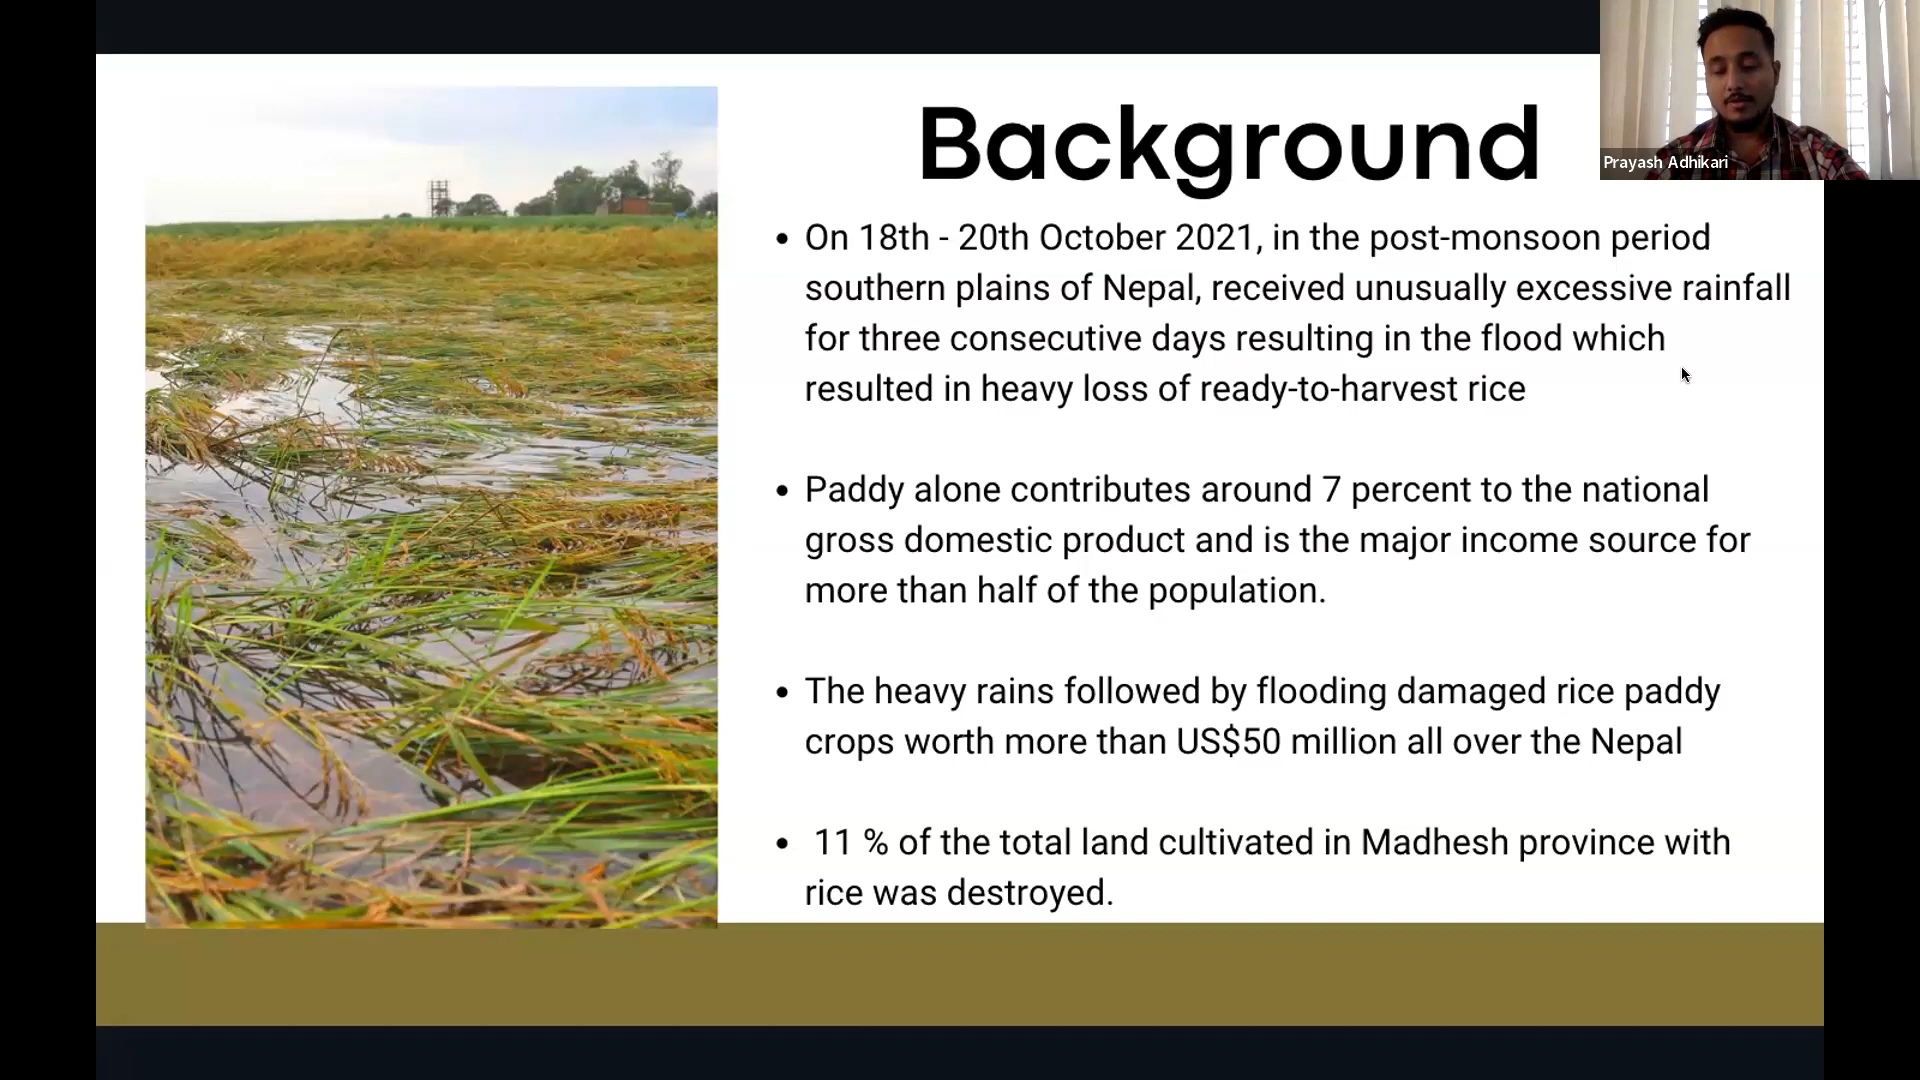 Background
Prayash Adhikari
• On 18th - 20th October 2021, in the post-monsoon period
southern plains of Nepal, received unusually excessive rainfall
for three consecutive days resulting in the flood which
resulted in heavy loss of ready-to-harvest rice
• Paddy alone contributes around 7 percent to the national
gross domestic product and is the major income source for
more than half of the population.
• The heavy rains followed by flooding damaged rice paddy
crops worth more than US$50 million all over the Nepal
• 11 % of the total land cultivated in Madhesh province with
rice was destroyed.